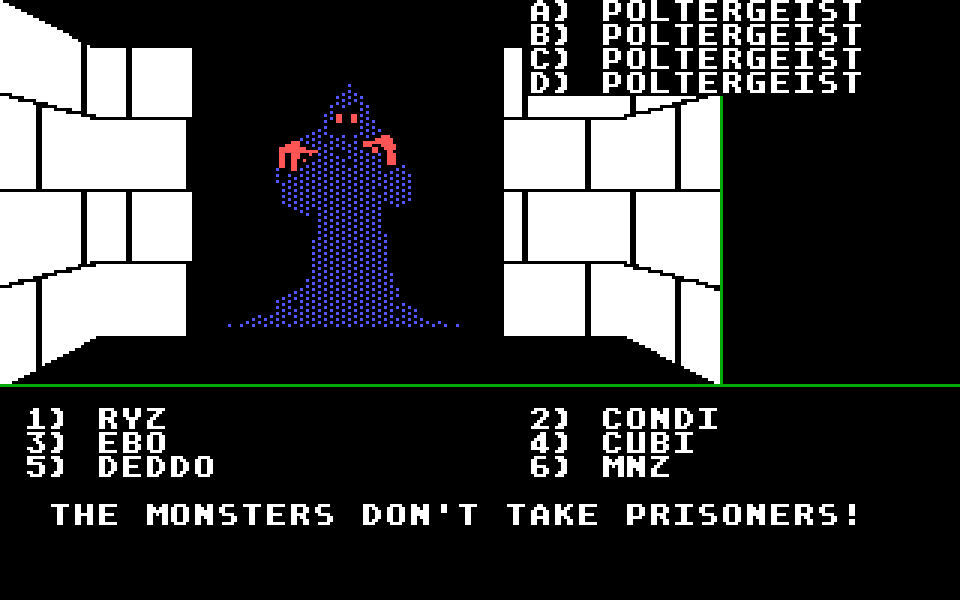 A) POLTERGEIST
B) POLTERGEIST
C) POLTERGEIST
D) POLTERGEIST
1) RYZ 2) CONDI
3) EBO 4) CUBI
5) DEDDO 6) MNZ
THE MONSTERS DON'T TAKE PRISONERS!